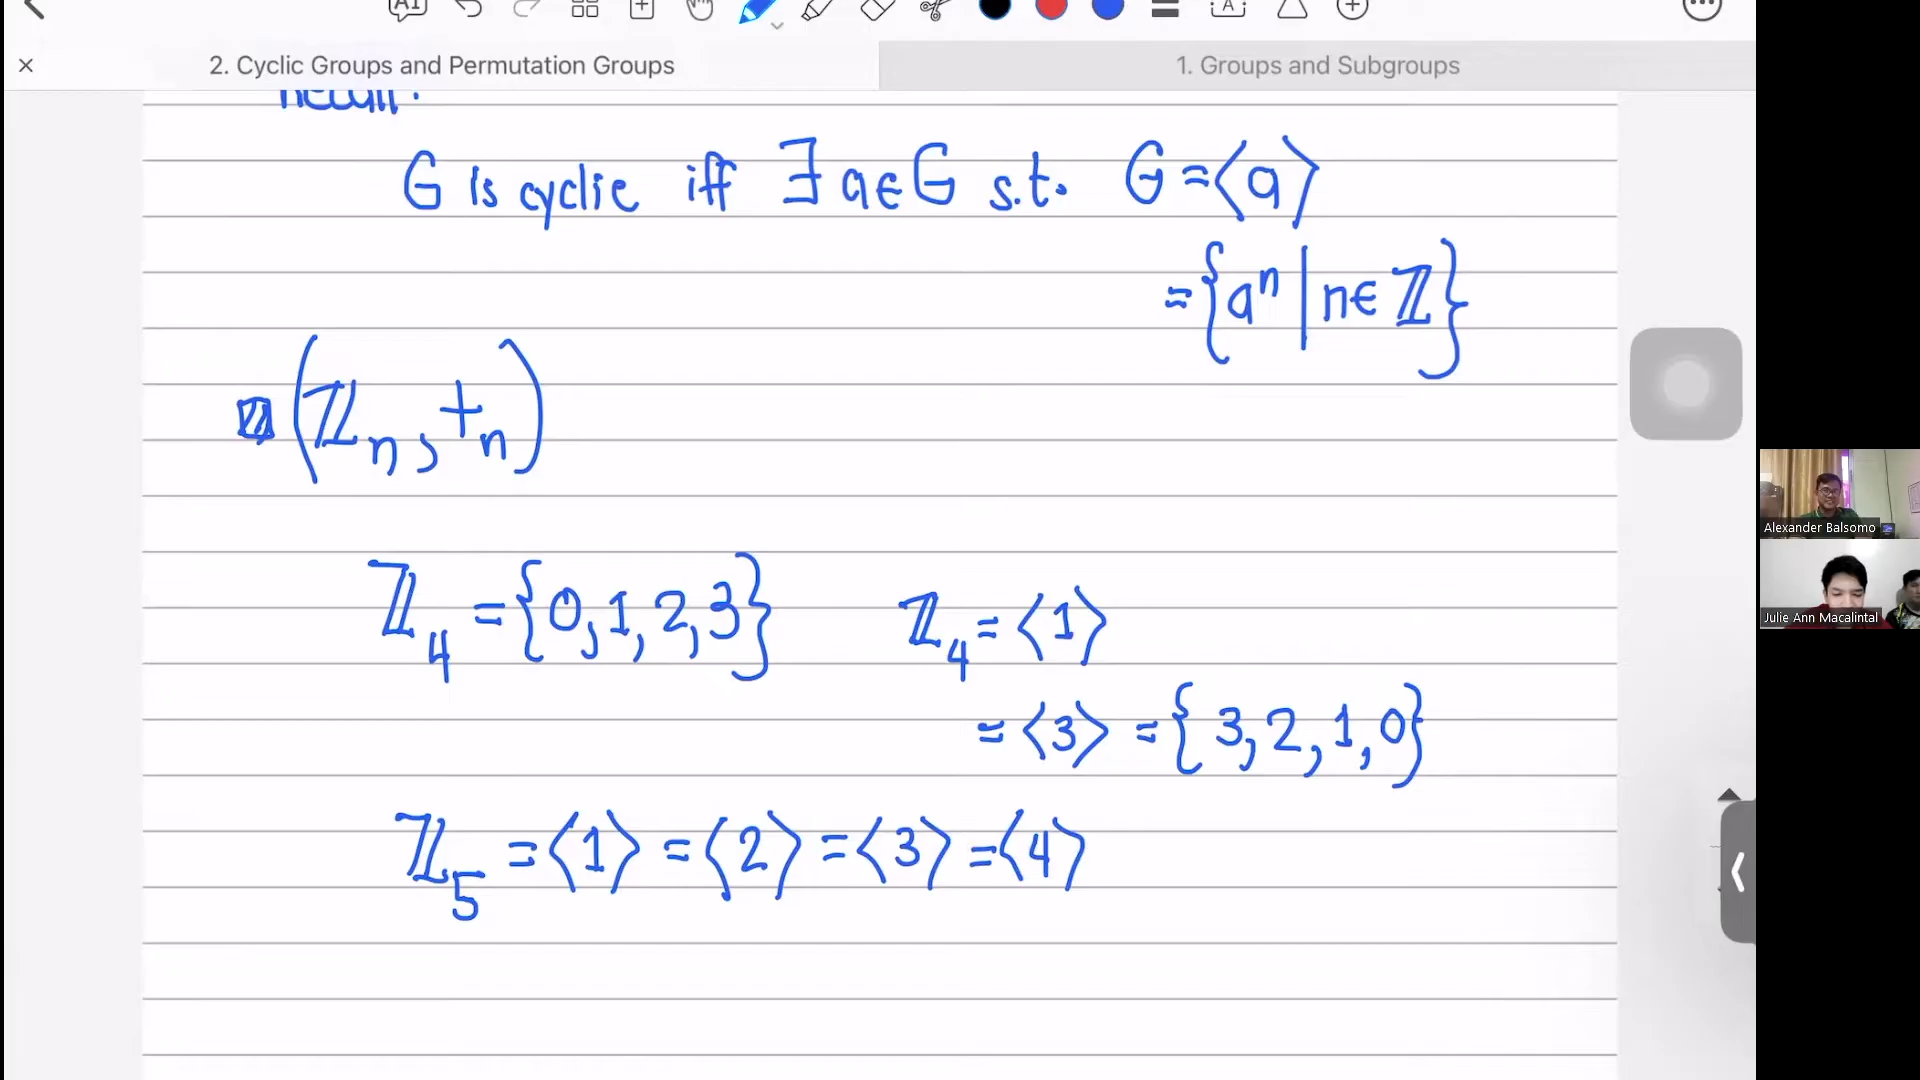 2. Cyclic Groups and Permutation Groups
1. Groups and Subgroups
G is cyclic iff ∃ a∈G s.t. G=⟨a⟩
={aⁿ | n∈ ℤ}
(ℤₙ, +ₙ)
ℤ₄ = {0, 1, 2, 3} ℤ₄ = ⟨1⟩
= ⟨3⟩ = {3, 2, 1, 0}
ℤ₅ = ⟨1⟩ = ⟨2⟩ = ⟨3⟩ = ⟨4⟩
Alexander Balsomo
Julie Ann Macalintal